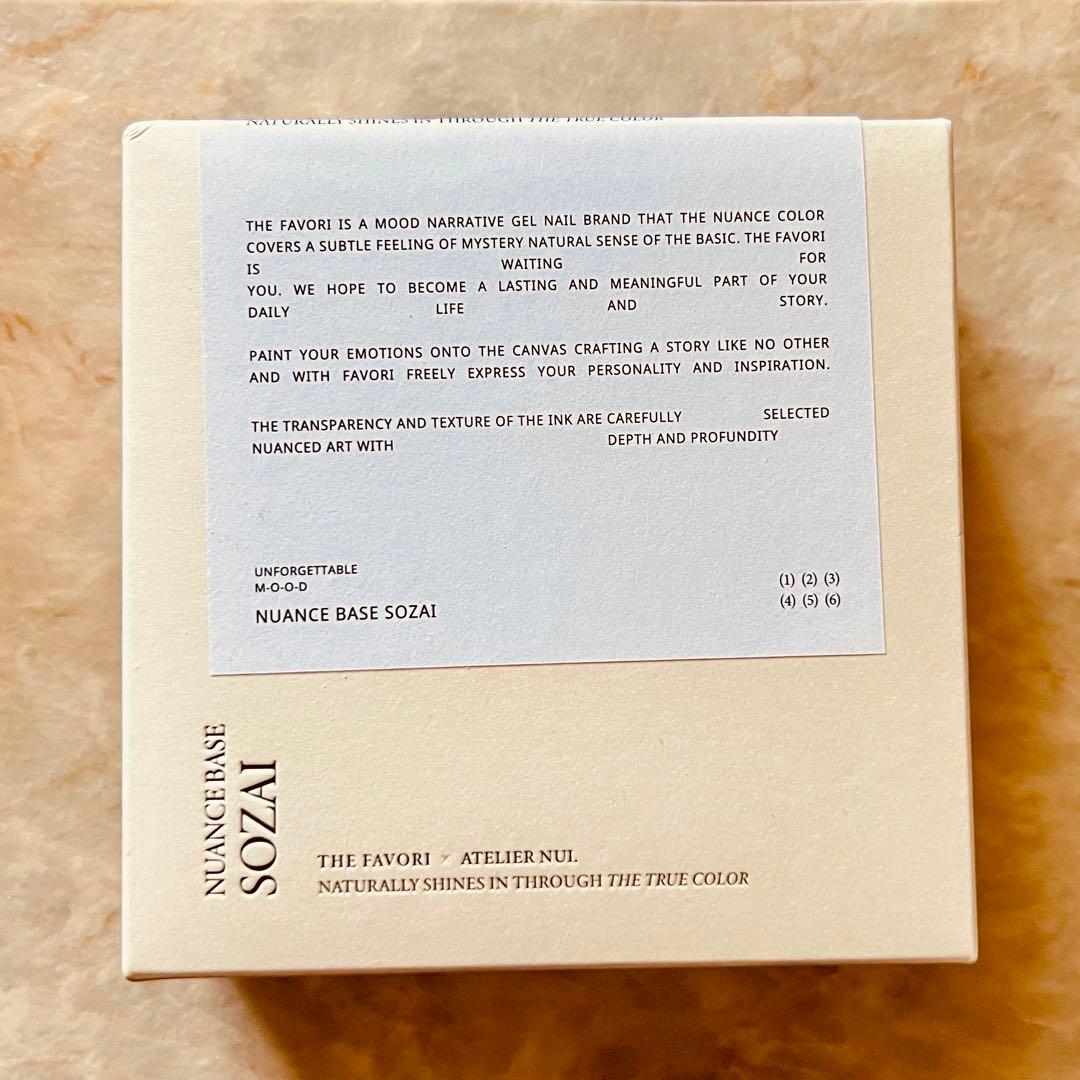 NATURALLY SHINES IN THROUGH THE TRUE COLOR
THE FAVORI IS A MOOD NARRATIVE GEL NAIL BRAND THAT THE NUANCE COLOR
COVERS A SUBTLE FEELING OF MYSTERY NATURAL SENSE OF THE BASIC. THE FAVORI
IS WAITING FOR
YOU. WE HOPE TO BECOME A LASTING AND MEANINGFUL PART OF YOUR
DAILY LIFE AND STORY.
PAINT YOUR EMOTIONS ONTO THE CANVAS CRAFTING A STORY LIKE NO OTHER
AND WITH FAVORI FREELY EXPRESS YOUR PERSONALITY AND INSPIRATION.
THE TRANSPARENCY AND TEXTURE OF THE INK ARE CAREFULLY SELECTED
NUANCED ART WITH DEPTH AND PROFUNDITY
UNFORGETTABLE
M-O-O-D
NUANCE BASE SOZAI
(1) (2) (3)
(4) (5) (6)
NUANCE BASE
SOZAI
THE FAVORI × ATELIER NUI.
NATURALLY SHINES IN THROUGH THE TRUE COLOR